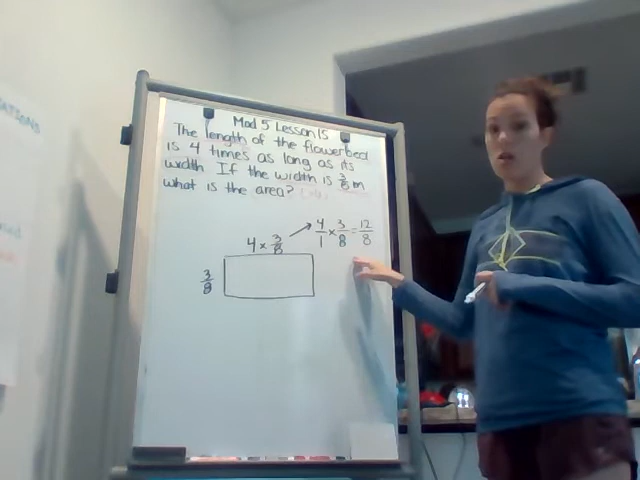 Mod 5 Lesson 15
The length of the flowerbed
is 4 times as long as its
width If the width is 3/8 m
what is the area?
4 × 3/8 → 4/1 × 3/8 = 12/8
3/8